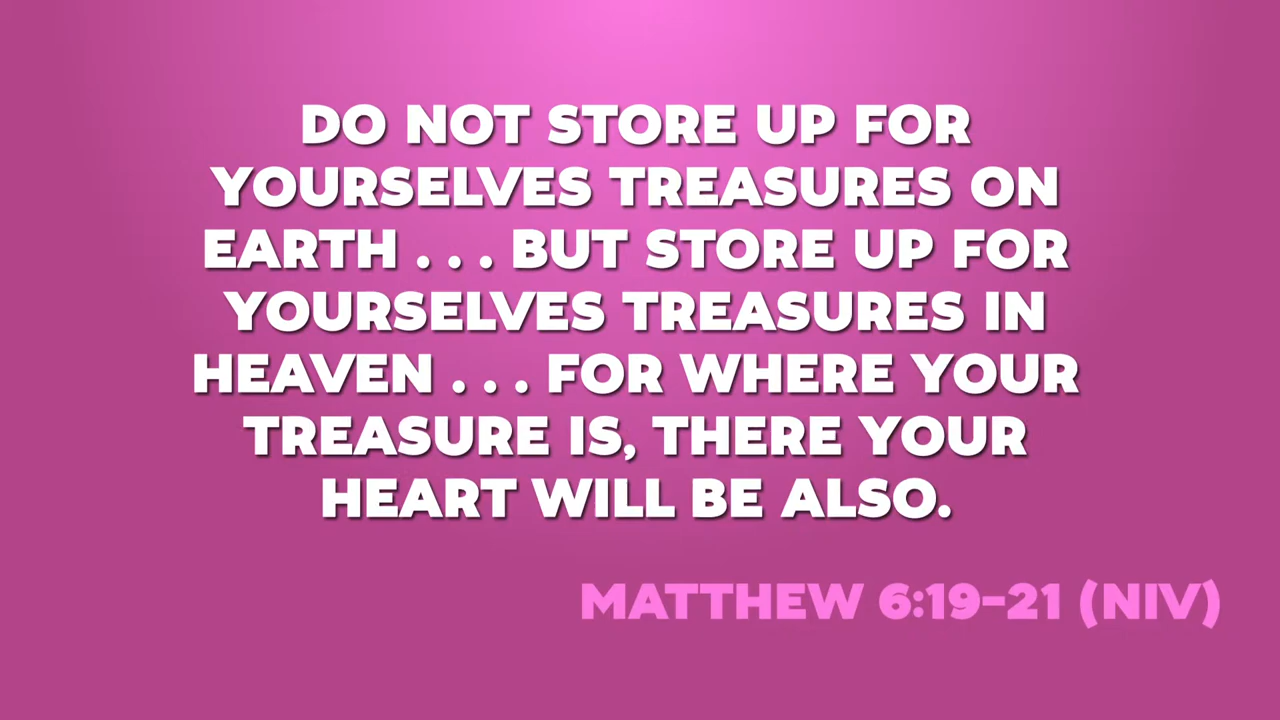 DO NOT STORE UP FOR
YOURSELVES TREASURES ON
EARTH . . . BUT STORE UP FOR
YOURSELVES TREASURES IN
HEAVEN . . . FOR WHERE YOUR
TREASURE IS, THERE YOUR
HEART WILL BE ALSO.
MATTHEW 6:19-21 (NIV)